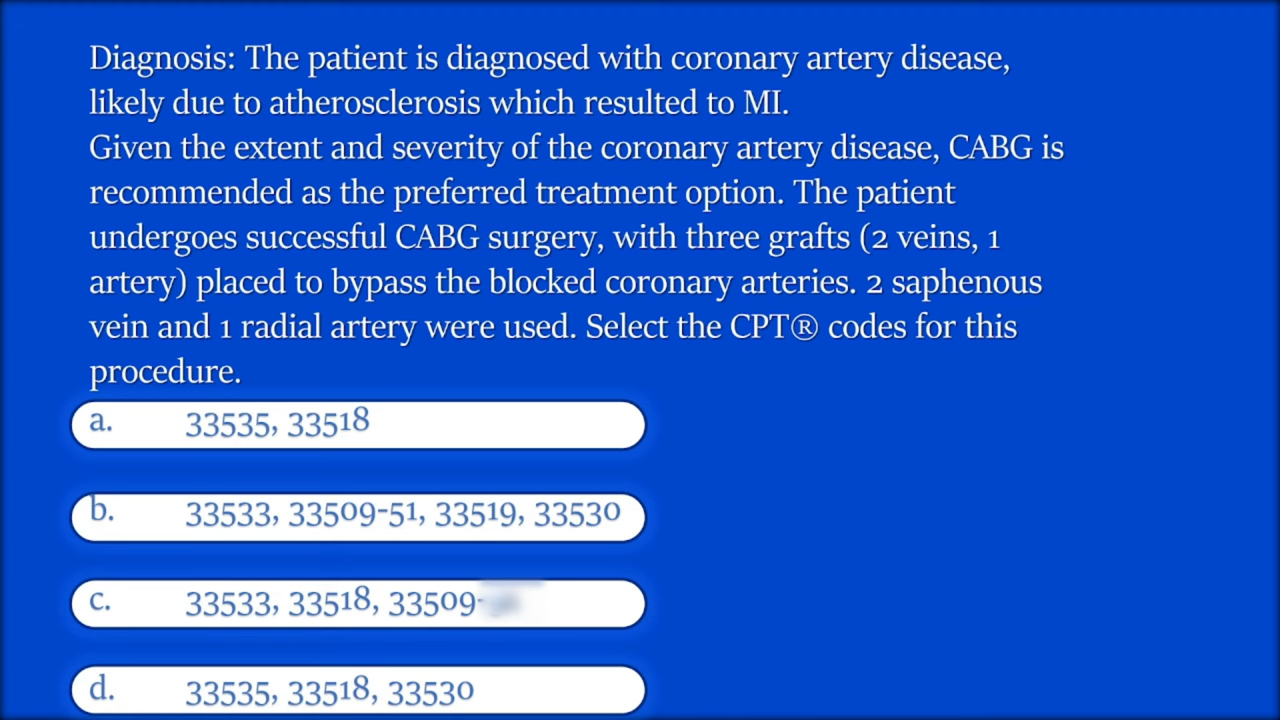 Diagnosis: The patient is diagnosed with coronary artery disease,
likely due to atherosclerosis which resulted to MI.
Given the extent and severity of the coronary artery disease, CABG is
recommended as the preferred treatment option. The patient
undergoes successful CABG surgery, with three grafts (2 veins, 1
artery) placed to bypass the blocked coronary arteries. 2 saphenous
vein and 1 radial artery were used. Select the CPT® codes for this
procedure.
a. 33535, 33518
b. 33533, 33509-51, 33519, 33530
c. 33533, 33518, 33509-
d. 33535, 33518, 33530